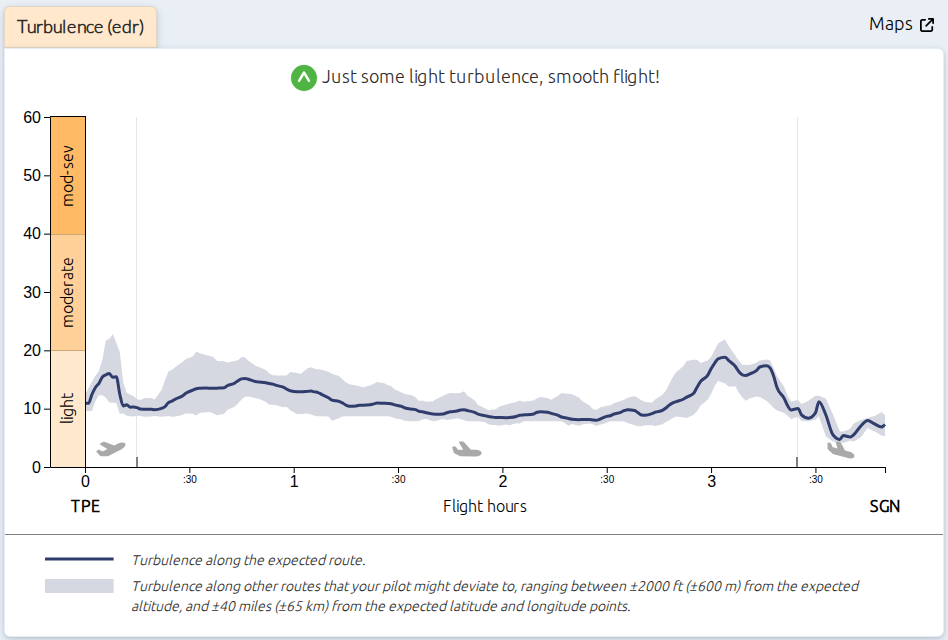 Turbulence (edr)
Maps
Just some light turbulence, smooth flight!
60
50
40
30
20
10
0
mod-sev
moderate
light
0 :30 1 :30 2 :30 3 :30
TPE Flight hours SGN
Turbulence along the expected route.
Turbulence along other routes that your pilot might deviate to, ranging between ±2000 ft (±600 m) from the expected
altitude, and ±40 miles (±65 km) from the expected latitude and longitude points.